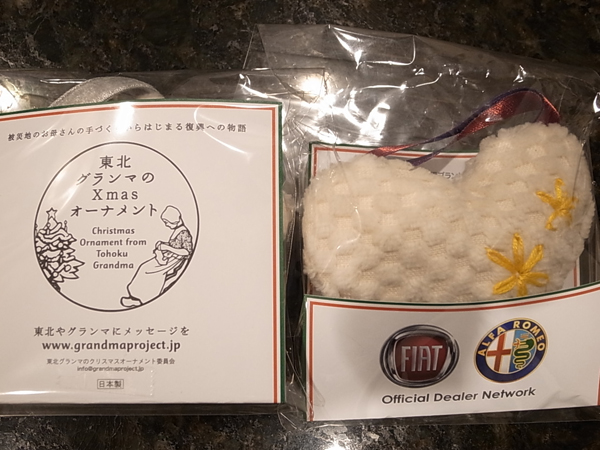 被災地のお母さんの手づくりからはじまる復興への物語
東北
グランマの
Xmas
オーナメント
Christmas
Ornament from
Tohoku
Grandma
東北やグランマにメッセージを
www.grandmaproject.jp
東北グランマのクリスマスオーナメント委員会
info@grandmaproject.jp
日本製
FIAT
ALFA ROMEO
Official Dealer Network